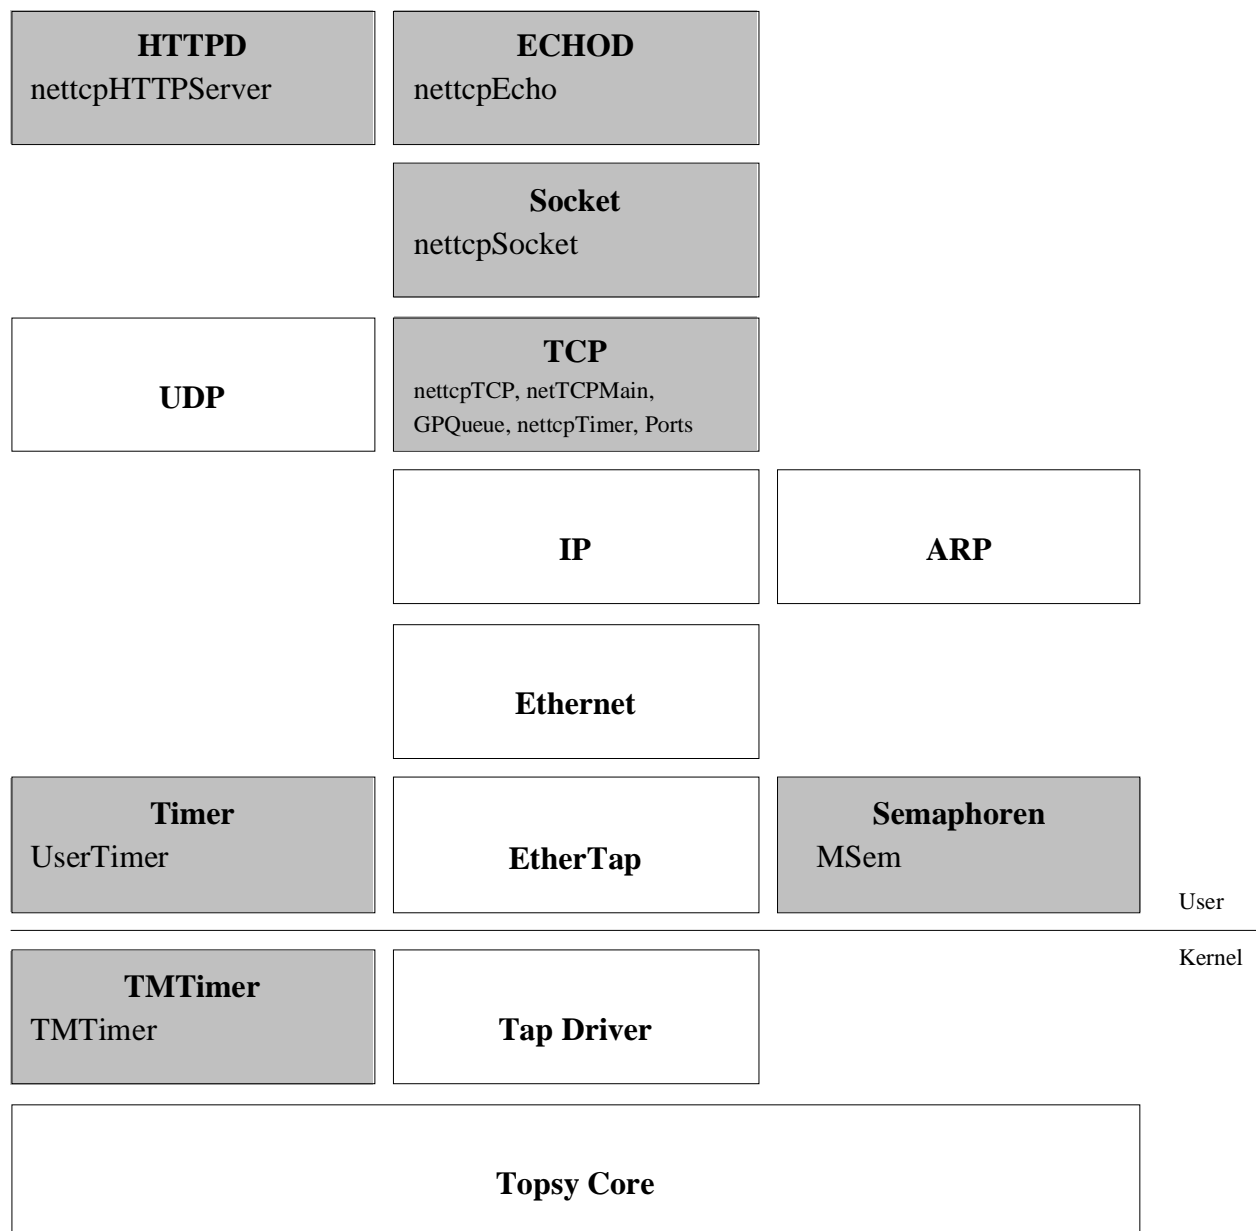 HTTPD
nettcpHTTPServer
ECHOD
nettcpEcho
Socket
nettcpSocket
UDP
TCP
nettcpTCP, netTCPMain,
GPQueue, nettcpTimer, Ports
IP
ARP
Ethernet
Timer
UserTimer
EtherTap
Semaphoren
MSem
User
Kernel
TMTimer
TMTimer
Tap Driver
Topsy Core